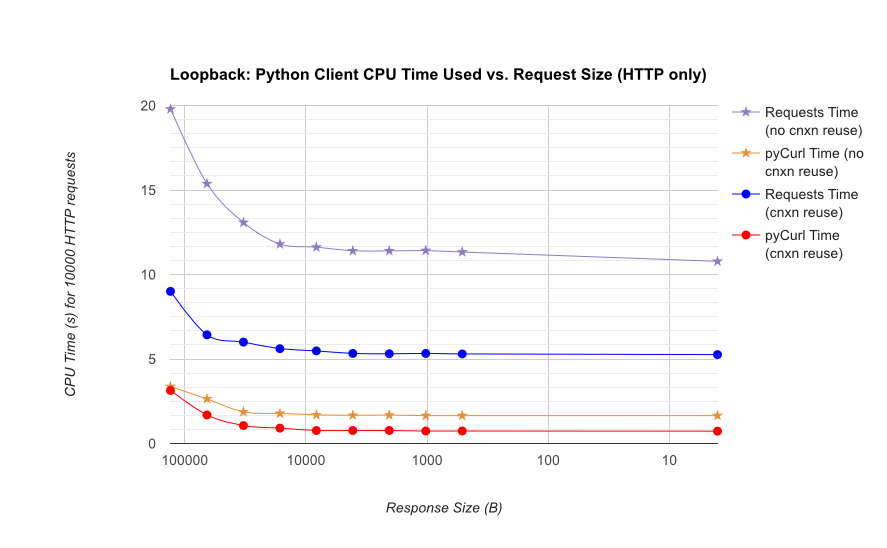 Loopback: Python Client CPU Time Used vs. Request Size (HTTP only)
CPU Time (s) for 10000 HTTP requests
20
15
10
5
0
100000
10000
1000
100
10
Response Size (B)
Requests Time
(no cnxn reuse)
pyCurl Time (no
cnxn reuse)
Requests Time
(cnxn reuse)
pyCurl Time
(cnxn reuse)